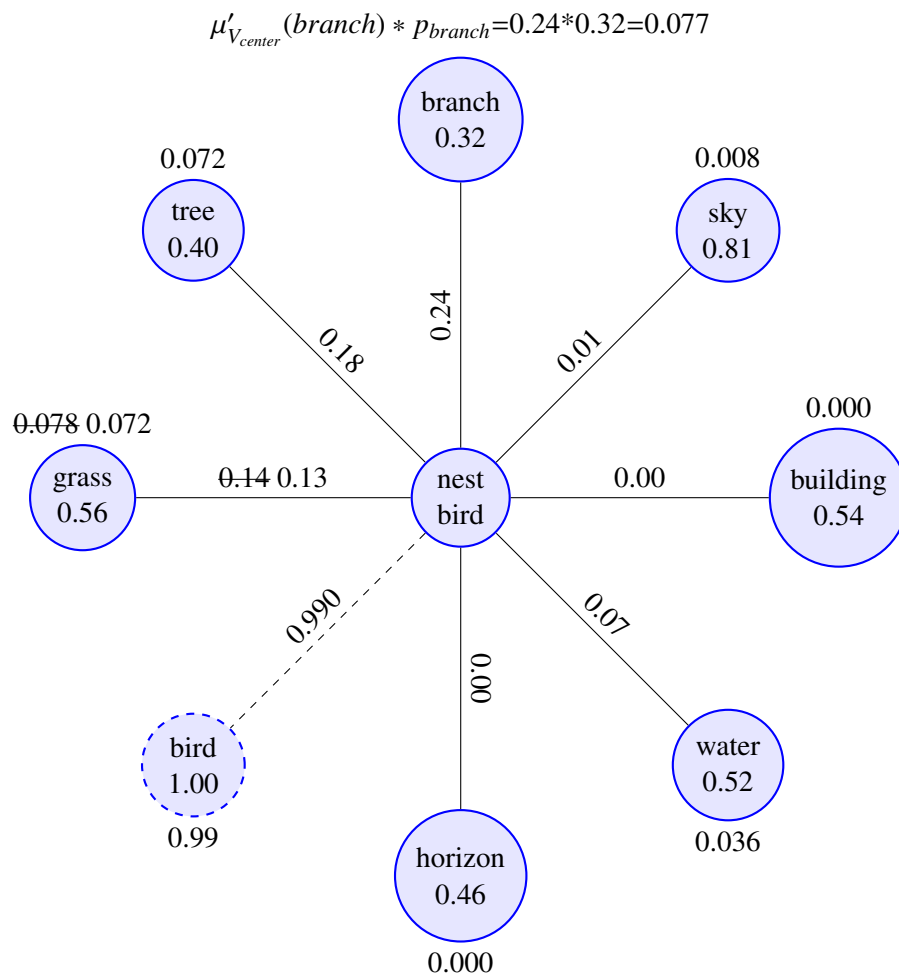 μ′V_center(branch) ∗ p_branch=0.24*0.32=0.077
branch
0.32
0.072
tree
0.40
0.008
sky
0.81
0.24
0.18
0.01
0.078 0.072
grass
0.56
0.14 0.13
nest
bird
0.00
0.000
building
0.54
0.990
0.00
0.07
bird
1.00
0.99
water
0.52
0.036
horizon
0.46
0.000